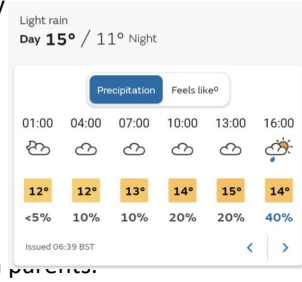 Light rain
Day 15° / 11° Night
Precipitation Feels like°
01:00 04:00 07:00 10:00 13:00 16:00
12° 12° 13° 14° 15° 14°
<5% 10% 10% 20% 20% 40%
Issued 06:39 BST
parents.